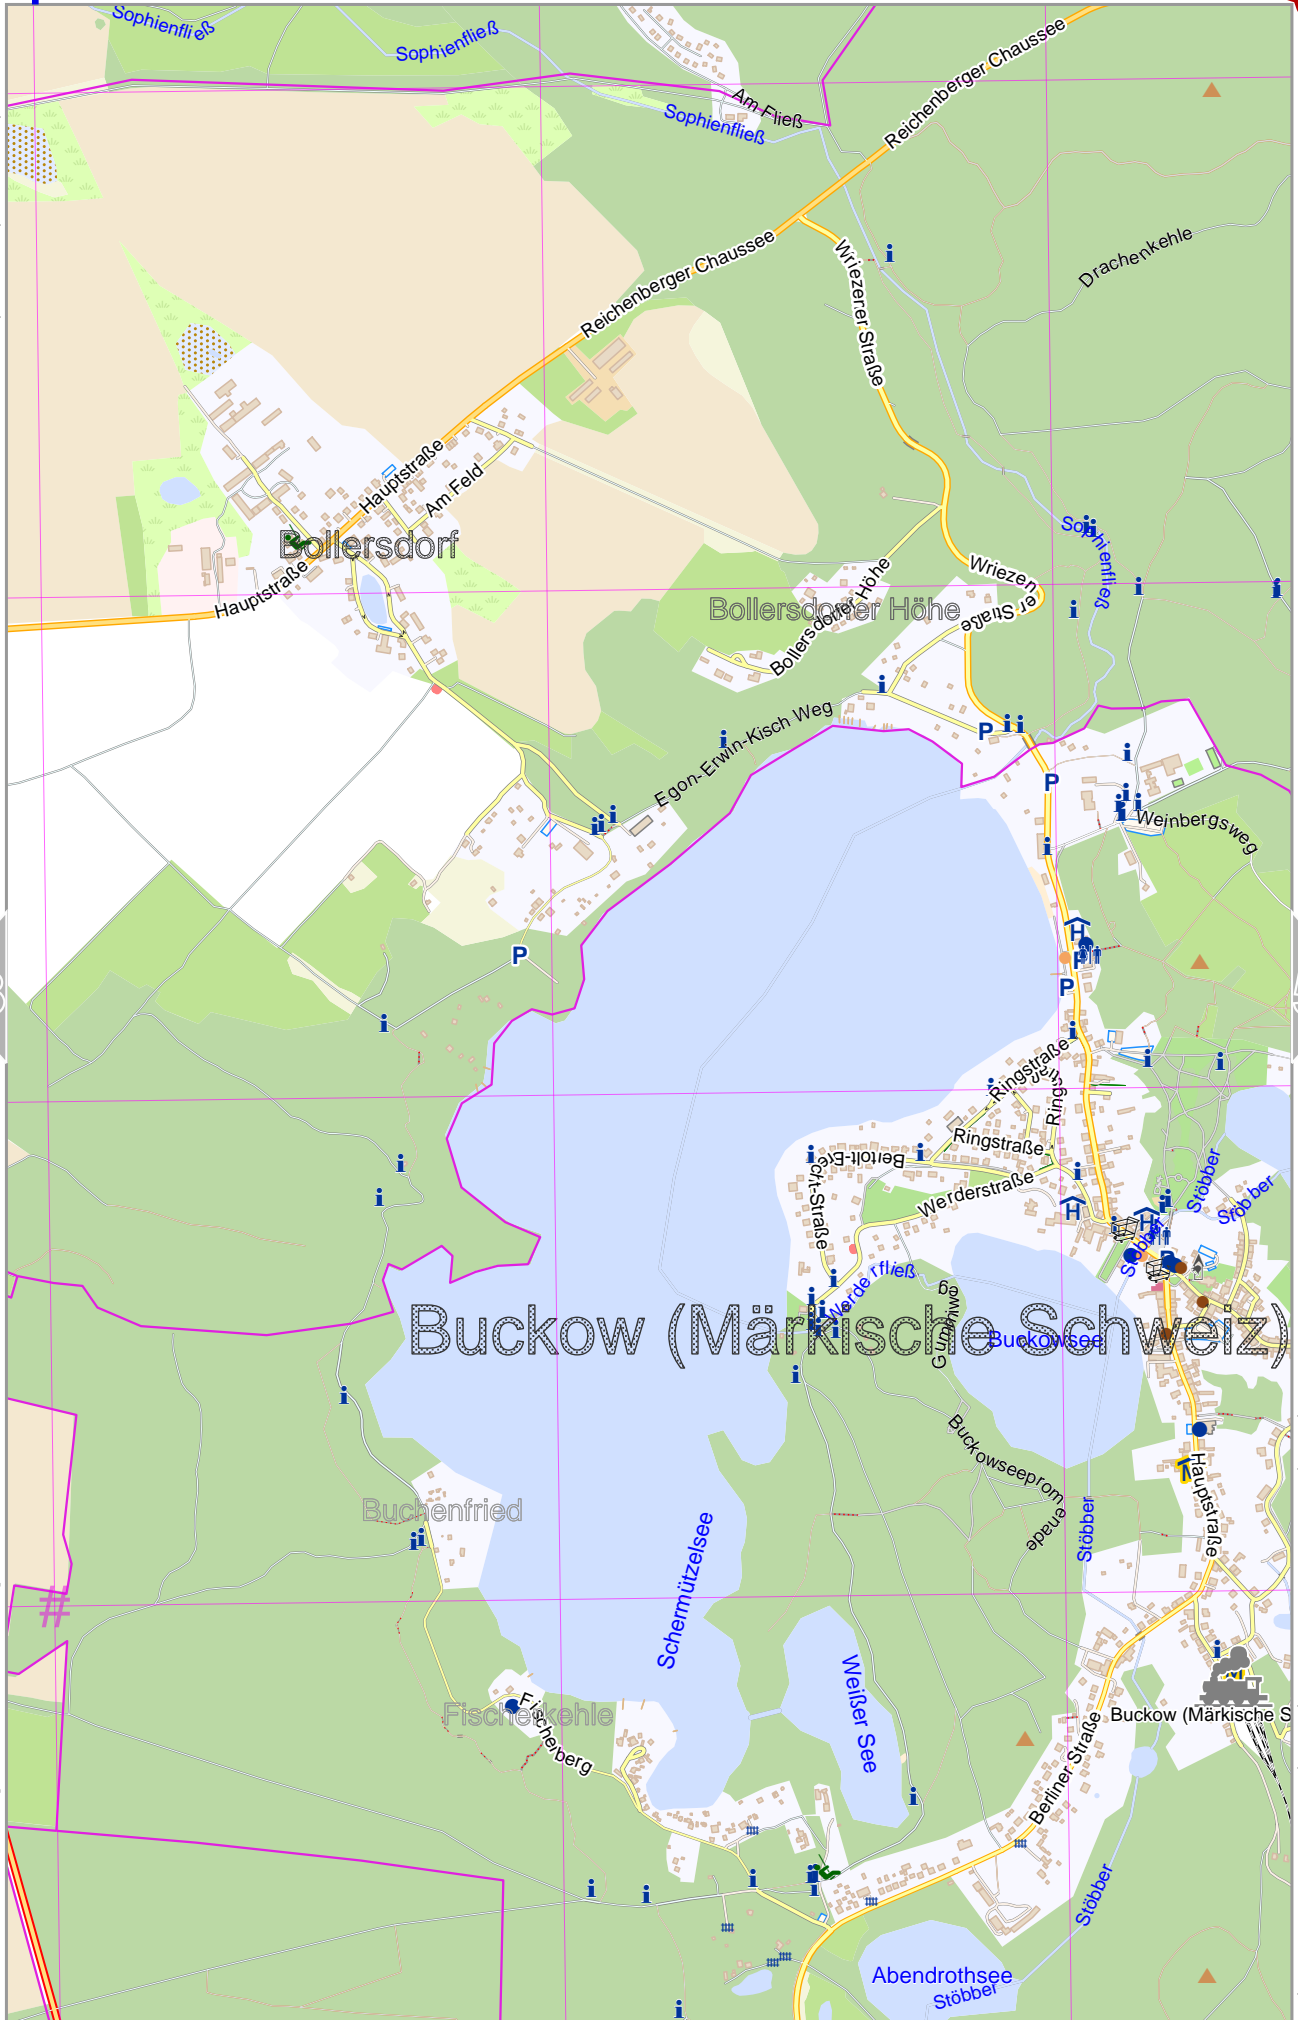 Sophienfließ
Sophienfließ
Reichenberger Chaussee
Am Fließ
Sophienfließ
Reichenberger Chaussee
Wriezener Straße
Drachenkehle
Hauptstraße
Am Feld
Bollersdorf
Hauptstraße
Sophienfließ
Wriezener Straße
Bollersdorfer Höhe
Bollersdorfer Höhe
Egon-Erwin-Kisch Weg
P
P
Weinbergsweg
P
H
P
P
Ringstraße
Ringstraße
Ringstraße
Bertolt-Brecht-Straße
Werderstraße
Stöbber
Stöbber
H
H
Stöbber
P
Werderfließ
Gummiweg
Buckowsee
Buckow (Märkische Schweiz)
Buckowseepromenade
Hauptstraße
Buchenfried
Stöbber
Schermützelsee
#
Weißer See
Fischerkehle
Fischerberg
Buckow (Märkische S
Berliner Straße
Stöbber
Abendrothsee
Stöbber